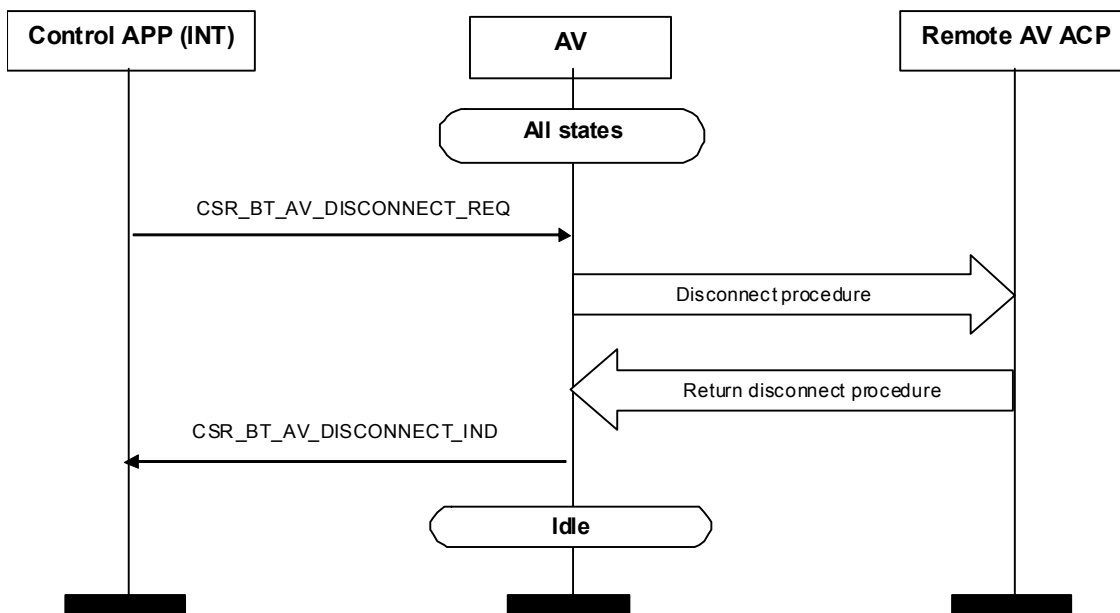 Control APP (INT)
AV
Remote AV ACP
All states
CSR_BT_AV_DISCONNECT_REQ
Disconnect procedure
Return disconnect procedure
CSR_BT_AV_DISCONNECT_IND
Idle